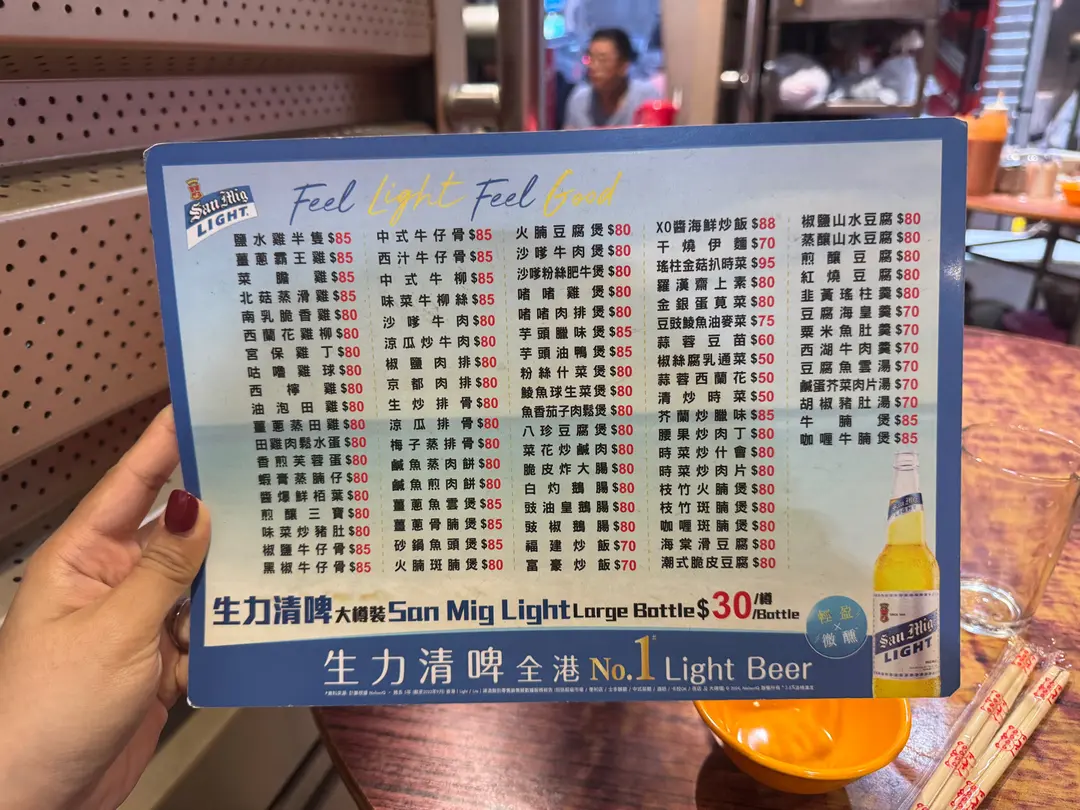 San Mig
LIGHT
Feel Light Feel Good
鹽水雞半隻$85
薑蔥霸王雞$85
菜膽雞$85
北菇蒸滑雞$85
南乳脆香雞$80
西蘭花雞柳$80
宮保雞丁$80
咕嚕雞球$80
西檸雞$80
油泡田雞$80
薑蔥蒸田雞$80
田雞肉鬆水蛋$80
香煎芙蓉蛋$80
蝦膏蒸腩仔$80
醬爆鮮栢葉$80
煎釀三寶$80
味菜炒豬肚$80
椒鹽牛仔骨$85
黑椒牛仔骨$85
中式牛仔骨$85
西汁牛仔骨$85
中式牛柳$85
味菜牛柳絲$85
沙嗲牛肉$80
涼瓜炒牛肉$80
椒鹽肉排$80
京都肉排$80
生炒排骨$80
涼瓜排骨$80
梅子蒸排骨$80
鹹魚蒸肉餅$80
鹹魚煎肉餅$80
薑蔥魚雲煲$85
薑蔥骨腩煲$85
砂鍋魚頭煲$85
火腩斑腩煲$80
火腩豆腐煲$80
沙嗲牛肉煲$80
沙嗲粉絲肥牛煲$80
啫啫雞煲$80
啫啫肉排煲$80
芋頭臘味煲$85
芋頭油鴨煲$85
粉絲什菜煲$80
鯪魚球生菜煲$80
魚香茄子肉鬆煲$80
八珍豆腐煲$80
菜花炒鹹肉$80
脆皮炸大腸$80
白灼鵝腸$80
豉油皇鵝腸$80
豉椒鵝腸$80
福建炒飯$70
富豪炒飯$70
XO醬海鮮炒飯$88
干燒伊麵$70
瑤柱金菇扒時菜$95
羅漢齋上素$80
金銀蛋莧菜$80
豆豉鯪魚油麥菜$75
蒜蓉豆苗$60
椒絲腐乳通菜$50
蒜蓉西蘭花$50
清炒時菜$50
芥蘭炒臘味$85
腰果炒肉丁$80
時菜炒什會$80
時菜炒肉片$80
枝竹火腩煲$80
枝竹斑腩煲$80
咖喱斑腩煲$80
海棠滑豆腐$80
潮式脆皮豆腐$80
椒鹽山水豆腐$80
蒸釀山水豆腐$80
煎釀豆腐$80
紅燒豆腐$80
韭黃瑤柱羹$80
豆腐海皇羹$70
粟米魚肚羹$70
西湖牛肉羹$70
豆腐魚雲湯$70
鹹蛋芥菜肉片湯$70
胡椒豬肚湯$70
牛腩煲$85
咖喱牛腩煲$85
生力清啤大樽裝San Mig Light Large Bottle$30/樽/Bottle
輕盈×微醺
San Mig
LIGHT
生力清啤全港No.1 Light Beer